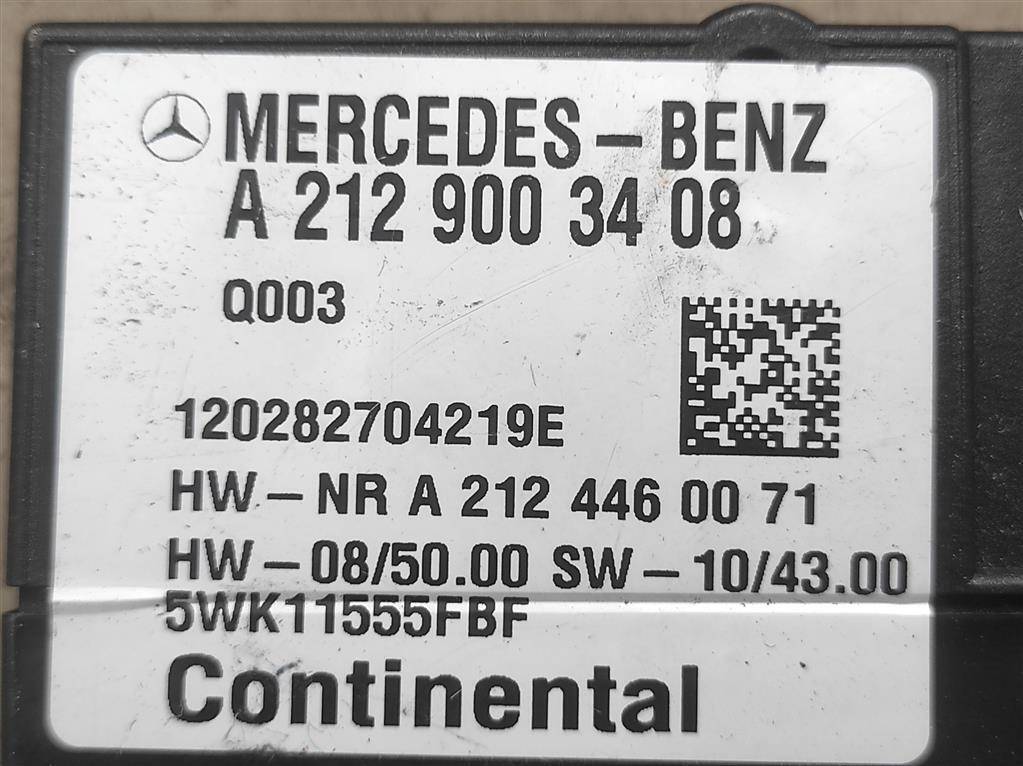 MERCEDES-BENZ
A 212 900 34 08
Q003
120282704219E
HW-NR A 212 446 00 71
HW-08/50.00 SW-10/43.00
5WK11555FBF
Continental